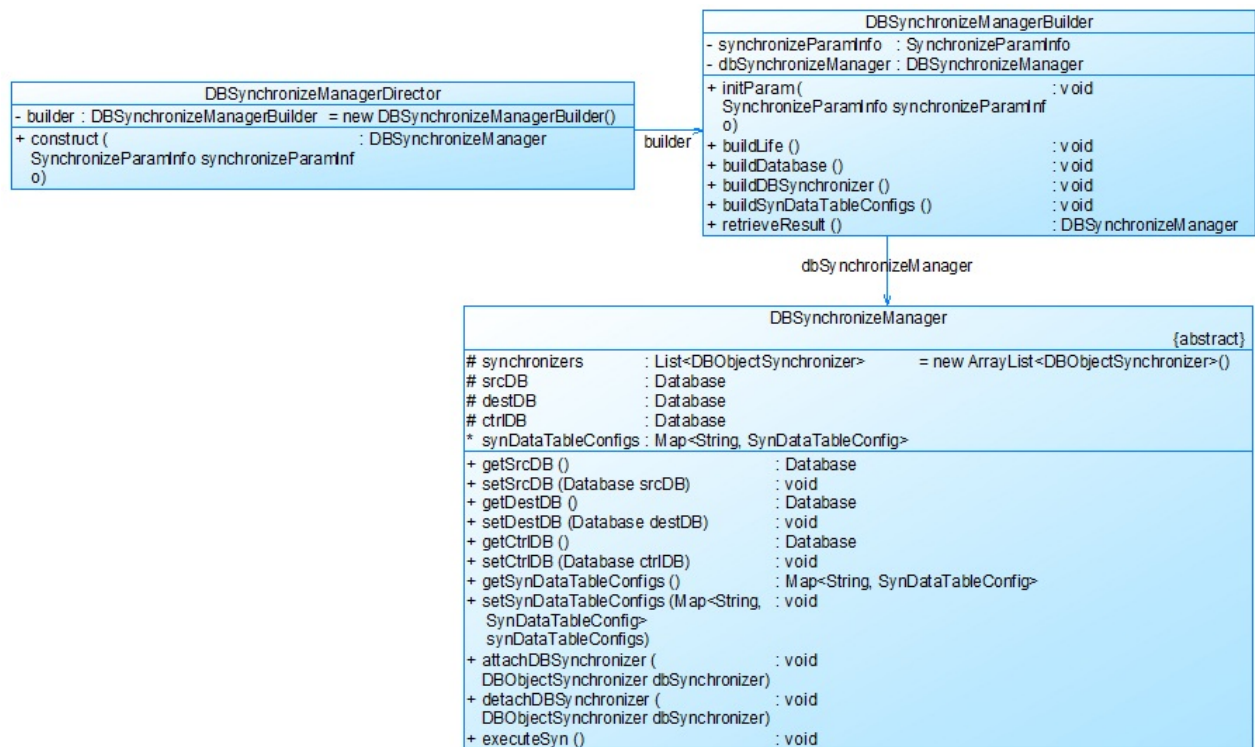 DBSynchronizeManagerBuilder
- synchronizeParamInfo : SynchronizeParamInfo
- dbSynchronizeManager : DBSynchronizeManager
+ initParam ( : void
SynchronizeParamInfo synchronizeParamInf
o)
+ buildLife () : void
+ buildDatabase () : void
+ buildDBSynchronizer () : void
+ buildSynDataTableConfigs () : void
+ retrieveResult () : DBSynchronizeManager
DBSynchronizeManagerDirector
- builder : DBSynchronizeManagerBuilder = new DBSynchronizeManagerBuilder()
+ construct ( : DBSynchronizeManager
SynchronizeParamInfo synchronizeParamInf
o)
builder
dbSynchronizeManager
DBSynchronizeManager
{abstract}
# synchronizers : List<DBObjectSynchronizer> = new ArrayList<DBObjectSynchronizer>()
# srcDB : Database
# destDB : Database
# ctrlDB : Database
* synDataTableConfigs : Map<String, SynDataTableConfig>
+ getSrcDB () : Database
+ setSrcDB (Database srcDB) : void
+ getDestDB () : Database
+ setDestDB (Database destDB) : void
+ getCtrlDB () : Database
+ setCtrlDB (Database ctrlDB) : void
+ getSynDataTableConfigs () : Map<String, SynDataTableConfig>
+ setSynDataTableConfigs (Map<String, : void
SynDataTableConfig>
synDataTableConfigs)
+ attachDBSynchronizer ( : void
DBObjectSynchronizer dbSynchronizer)
+ detachDBSynchronizer ( : void
DBObjectSynchronizer dbSynchronizer)
+ executeSyn () : void